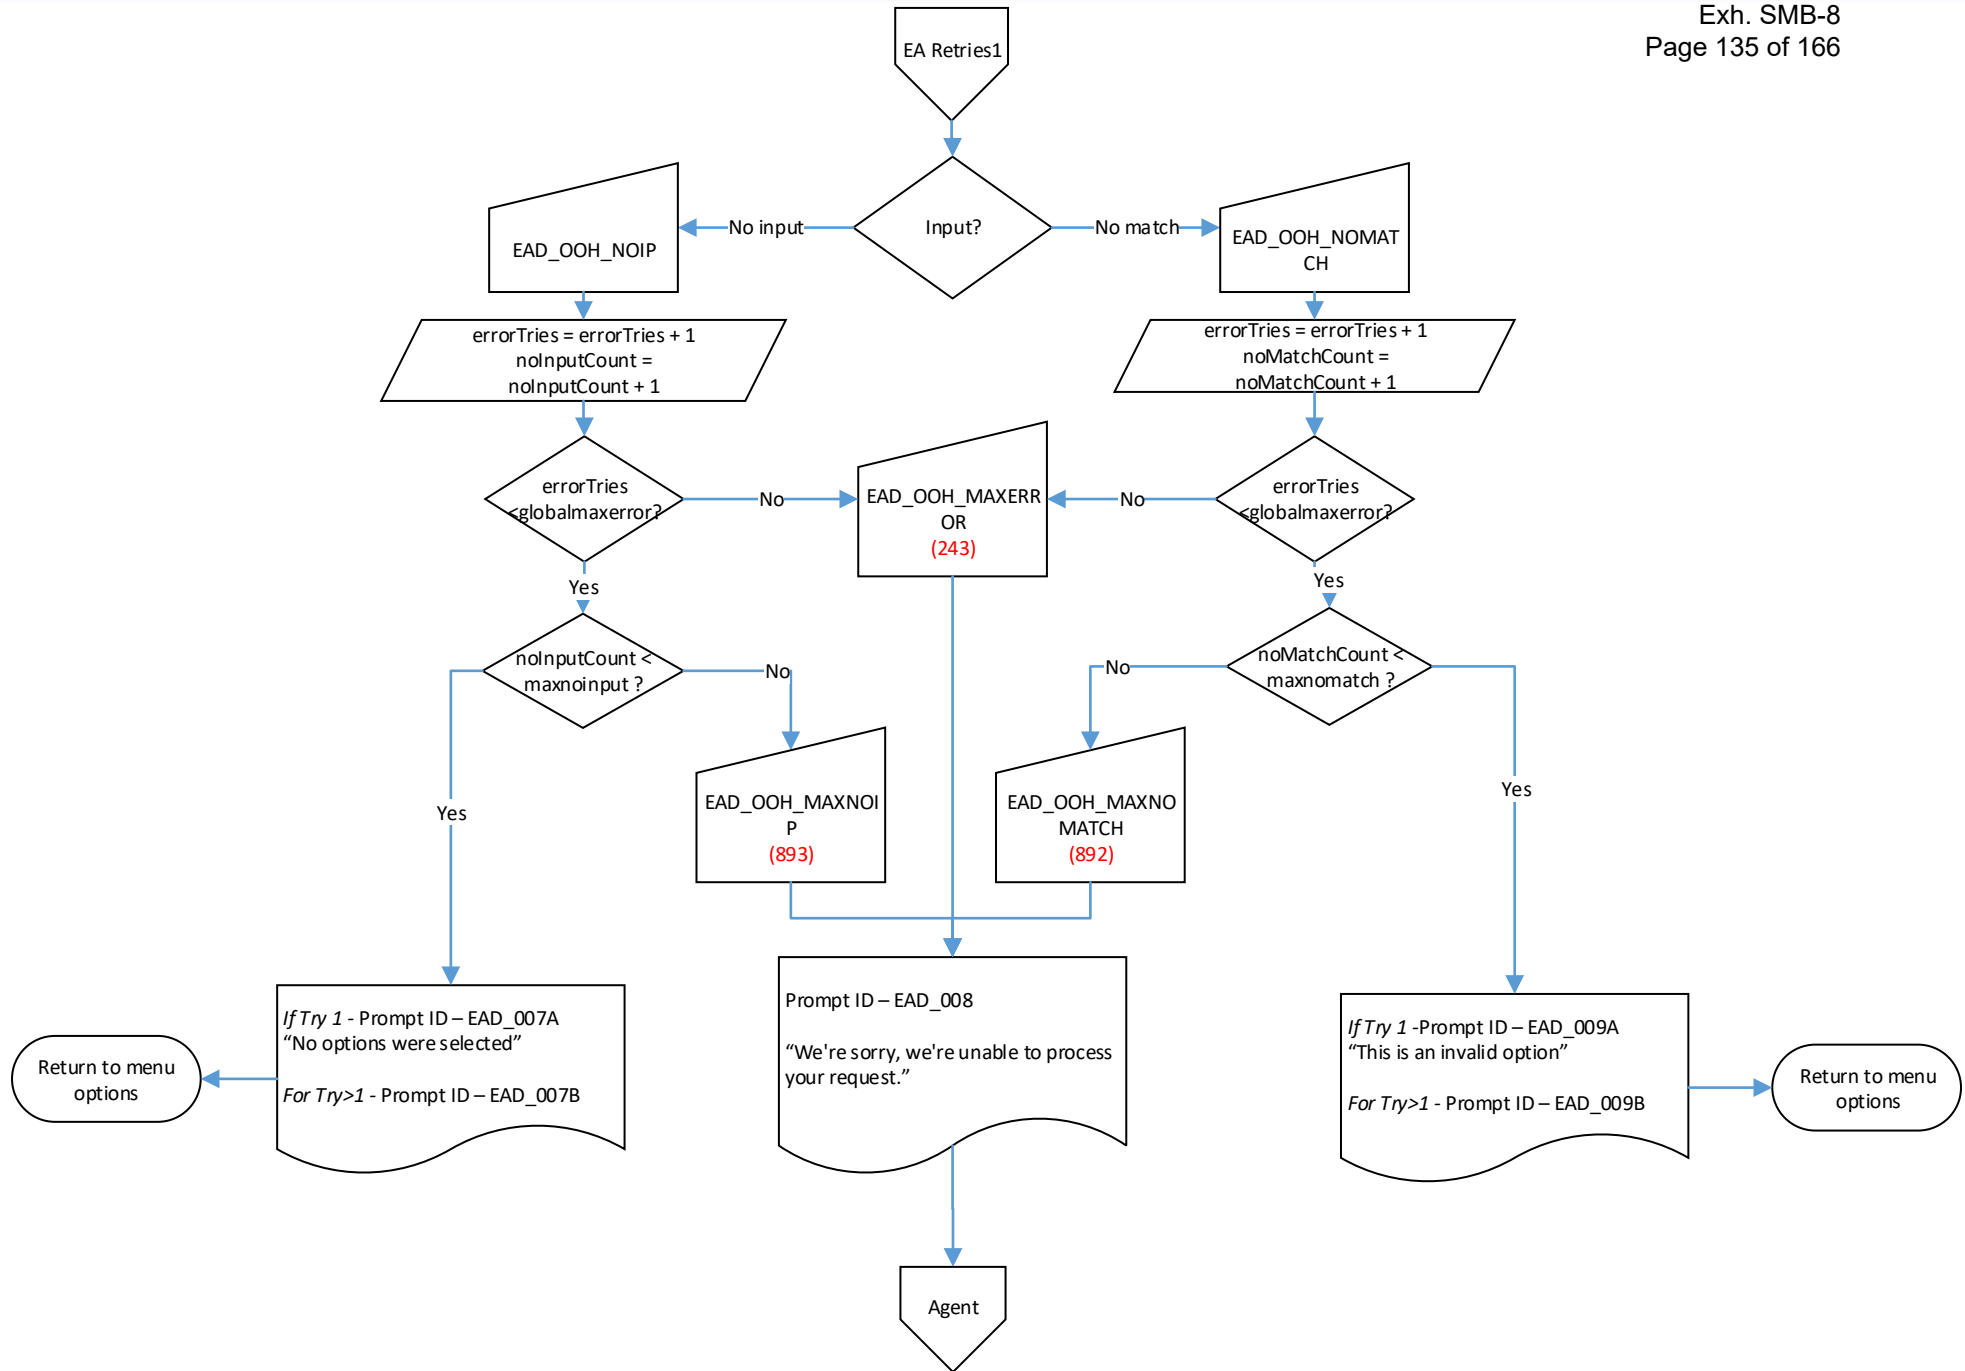 Exh. SMB-8
Page 135 of 166
EA Retries1
Input?
No input
No match
EAD_OOH_NOIP
EAD_OOH_NOMAT
CH
errorTries = errorTries + 1
noInputCount =
noInputCount + 1
errorTries = errorTries + 1
noMatchCount =
noMatchCount + 1
errorTries
<globalmaxerror?
No
EAD_OOH_MAXERR
OR
(243)
No
errorTries
<globalmaxerror?
Yes
Yes
noInputCount <
maxnoinput ?
No
No
noMatchCount <
maxnomatch ?
Yes
EAD_OOH_MAXNOI
P
(893)
EAD_OOH_MAXNO
MATCH
(892)
Yes
If Try 1 - Prompt ID – EAD_007A
“No options were selected”
For Try>1 - Prompt ID – EAD_007B
Return to menu
options
Prompt ID – EAD_008
“We're sorry, we're unable to process
your request.”
If Try 1 -Prompt ID – EAD_009A
“This is an invalid option”
For Try>1 - Prompt ID – EAD_009B
Return to menu
options
Agent